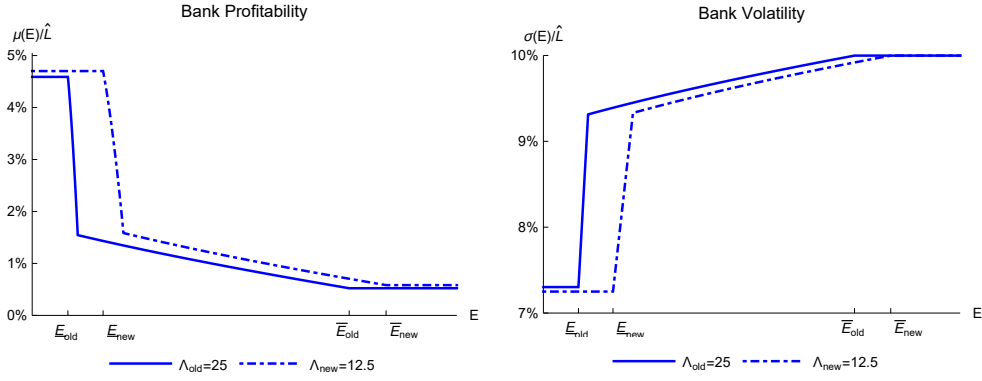 Bank Profitability
μ(E)/L̂
5%
4%
3%
2%
1%
0%
E̲old
E̲new
E̅old
E̅new
E
Λold=25
Λnew=12.5
Bank Volatility
σ(E)/L̂
10%
9%
8%
7%
E̲old
E̲new
E̅old
E̅new
E
Λold=25
Λnew=12.5